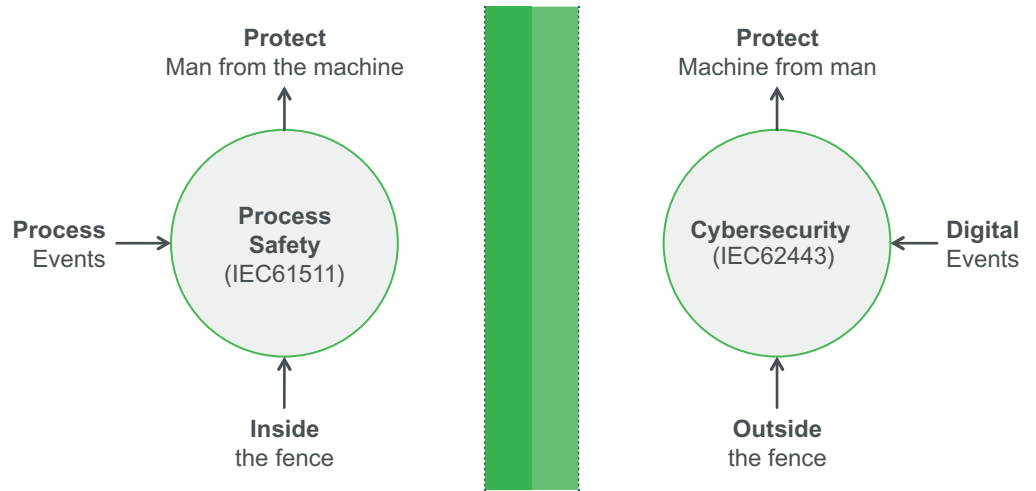 Protect
Man from the machine
Process
Events
Process
Safety
(IEC61511)
Inside
the fence
Protect
Machine from man
Cybersecurity
(IEC62443)
Digital
Events
Outside
the fence